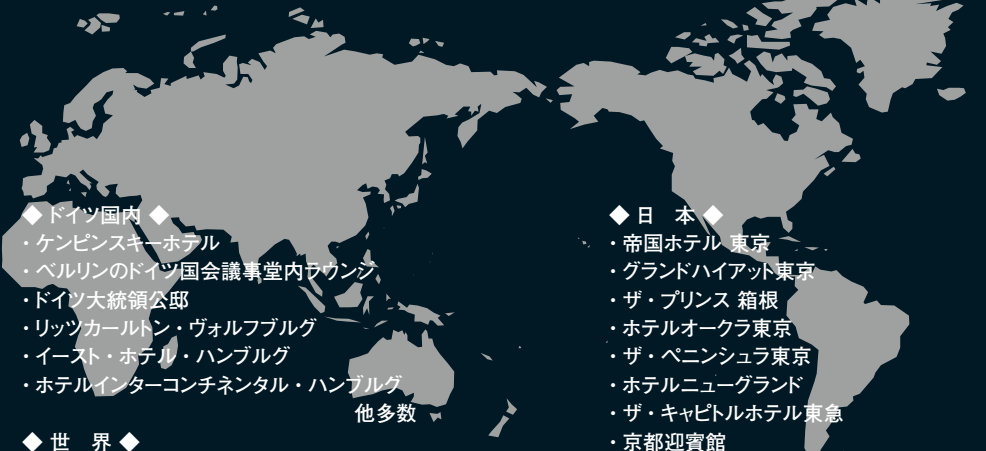 ◆ ドイツ国内 ◆
・ケンピンスキーホテル
・ベルリンのドイツ国会議事堂内ラウンジ
・ドイツ大統領公邸
・リッツカールトン・ヴォルフブルグ
・イースト・ホテル・ハンブルグ
・ホテルインターコンチネンタル・ハンブルグ
他多数
◆ 世　界 ◆
◆ 日　本 ◆
・帝国ホテル 東京
・グランドハイアット東京
・ザ・プリンス 箱根
・ホテルオークラ東京
・ザ・ペニンシュラ東京
・ホテルニューグランド
・ザ・キャピトルホテル東急
・京都迎賓館